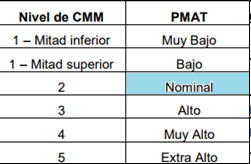 Nivel de CMM PMAT
1 – Mitad inferior Muy Bajo
1 – Mitad superior Bajo
2 Nominal
3 Alto
4 Muy Alto
5 Extra Alto